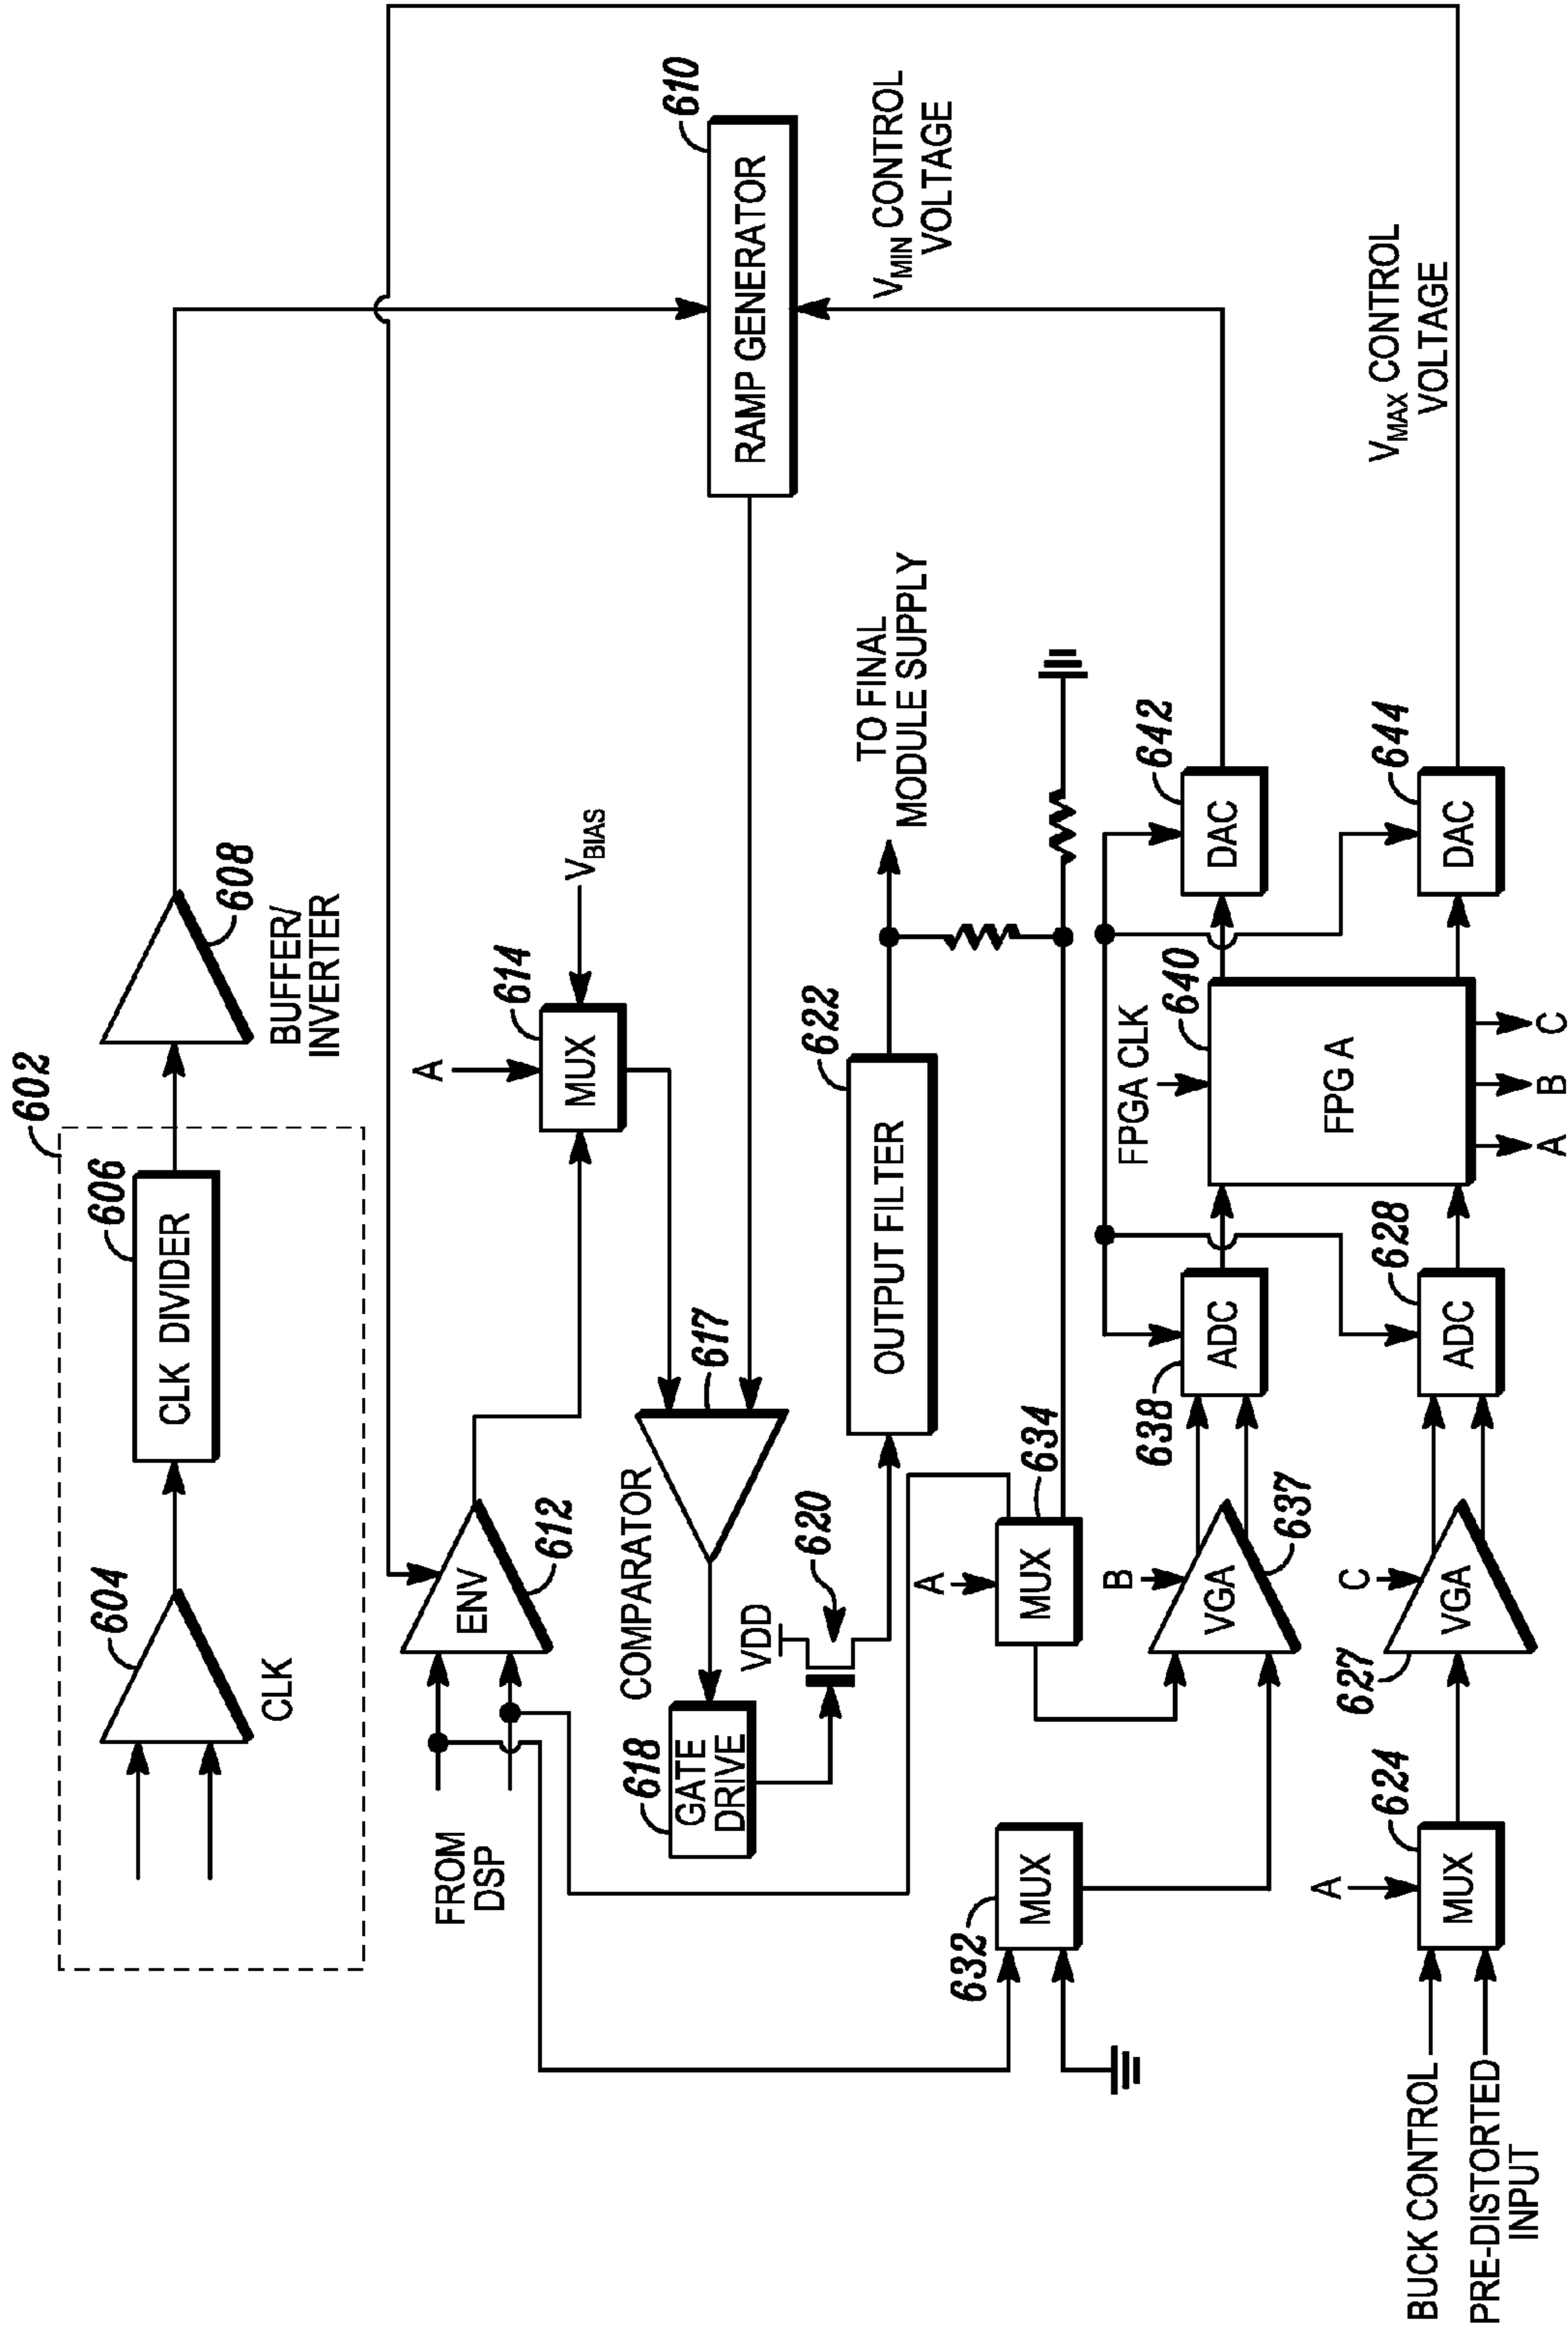 602
604
CLK
606
CLK DIVIDER
608
BUFFER/
INVERTER
FROM
DSP
ENV
612
A
614
MUX
VBIAS
610
RAMP GENERATOR
VMIN CONTROL
VOLTAGE
COMPARATOR
617
618
GATE
DRIVE
VDD
620
622
OUTPUT FILTER
TO FINAL
MODULE SUPPLY
632
MUX
A
MUX
634
B
VGA
637
638
ADC
FPGA CLK
640
FPG A
A
B
C
642
DAC
BUCK CONTROL
PRE-DISTORTED
INPUT
A
MUX
624
627
C
VGA
628
ADC
644
DAC
VMAX CONTROL
VOLTAGE